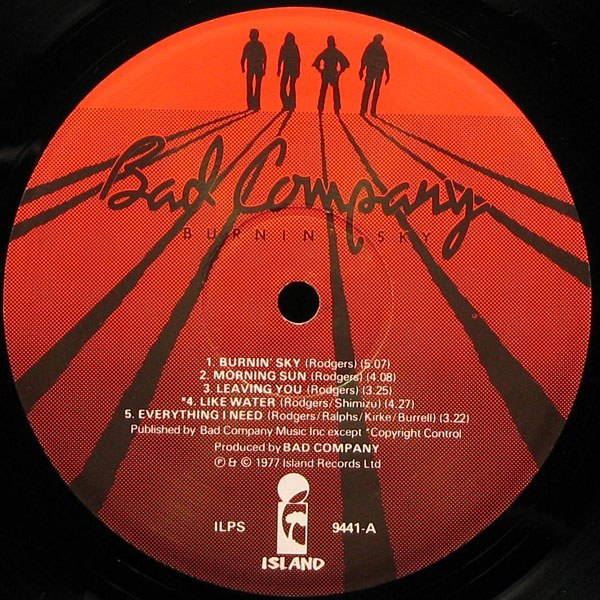 Bad Company
BURNIN' SKY
1. BURNIN' SKY (Rodgers) (5.07)
2. MORNING SUN (Rodgers) (4.08)
3. LEAVING YOU (Rodgers) (3.25)
*4. LIKE WATER (Rodgers/Shimizu) (4.27)
5. EVERYTHING I NEED (Rodgers/Ralphs/Kirke/Burrell) (3.22)
Published by Bad Company Music Inc except *Copyright Control
Produced by BAD COMPANY
℗ & © 1977 Island Records Ltd
ILPS 9441-A
ISLAND